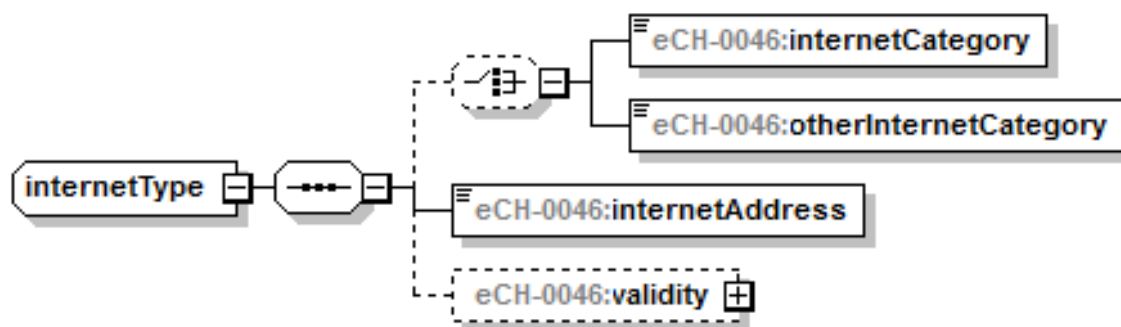 eCH-0046:internetCategory
eCH-0046:otherInternetCategory
internetType
eCH-0046:internetAddress
eCH-0046:validity